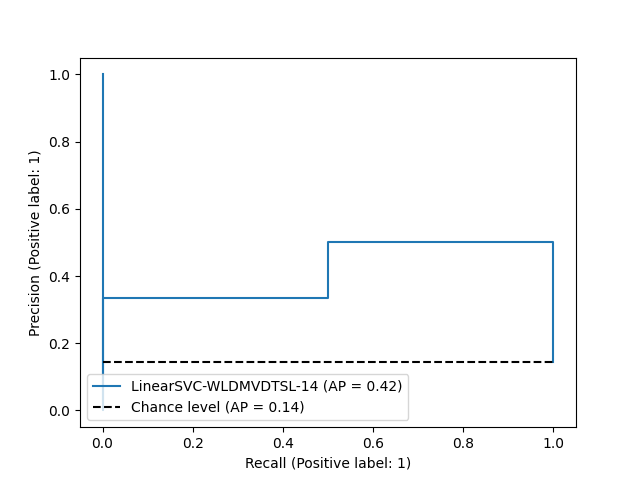 1.0
0.8
0.6
0.4
0.2
0.0
Precision (Positive label: 1)
LinearSVC-WLDMVDTSL-14 (AP = 0.42)
Chance level (AP = 0.14)
0.0 0.2 0.4 0.6 0.8 1.0
Recall (Positive label: 1)